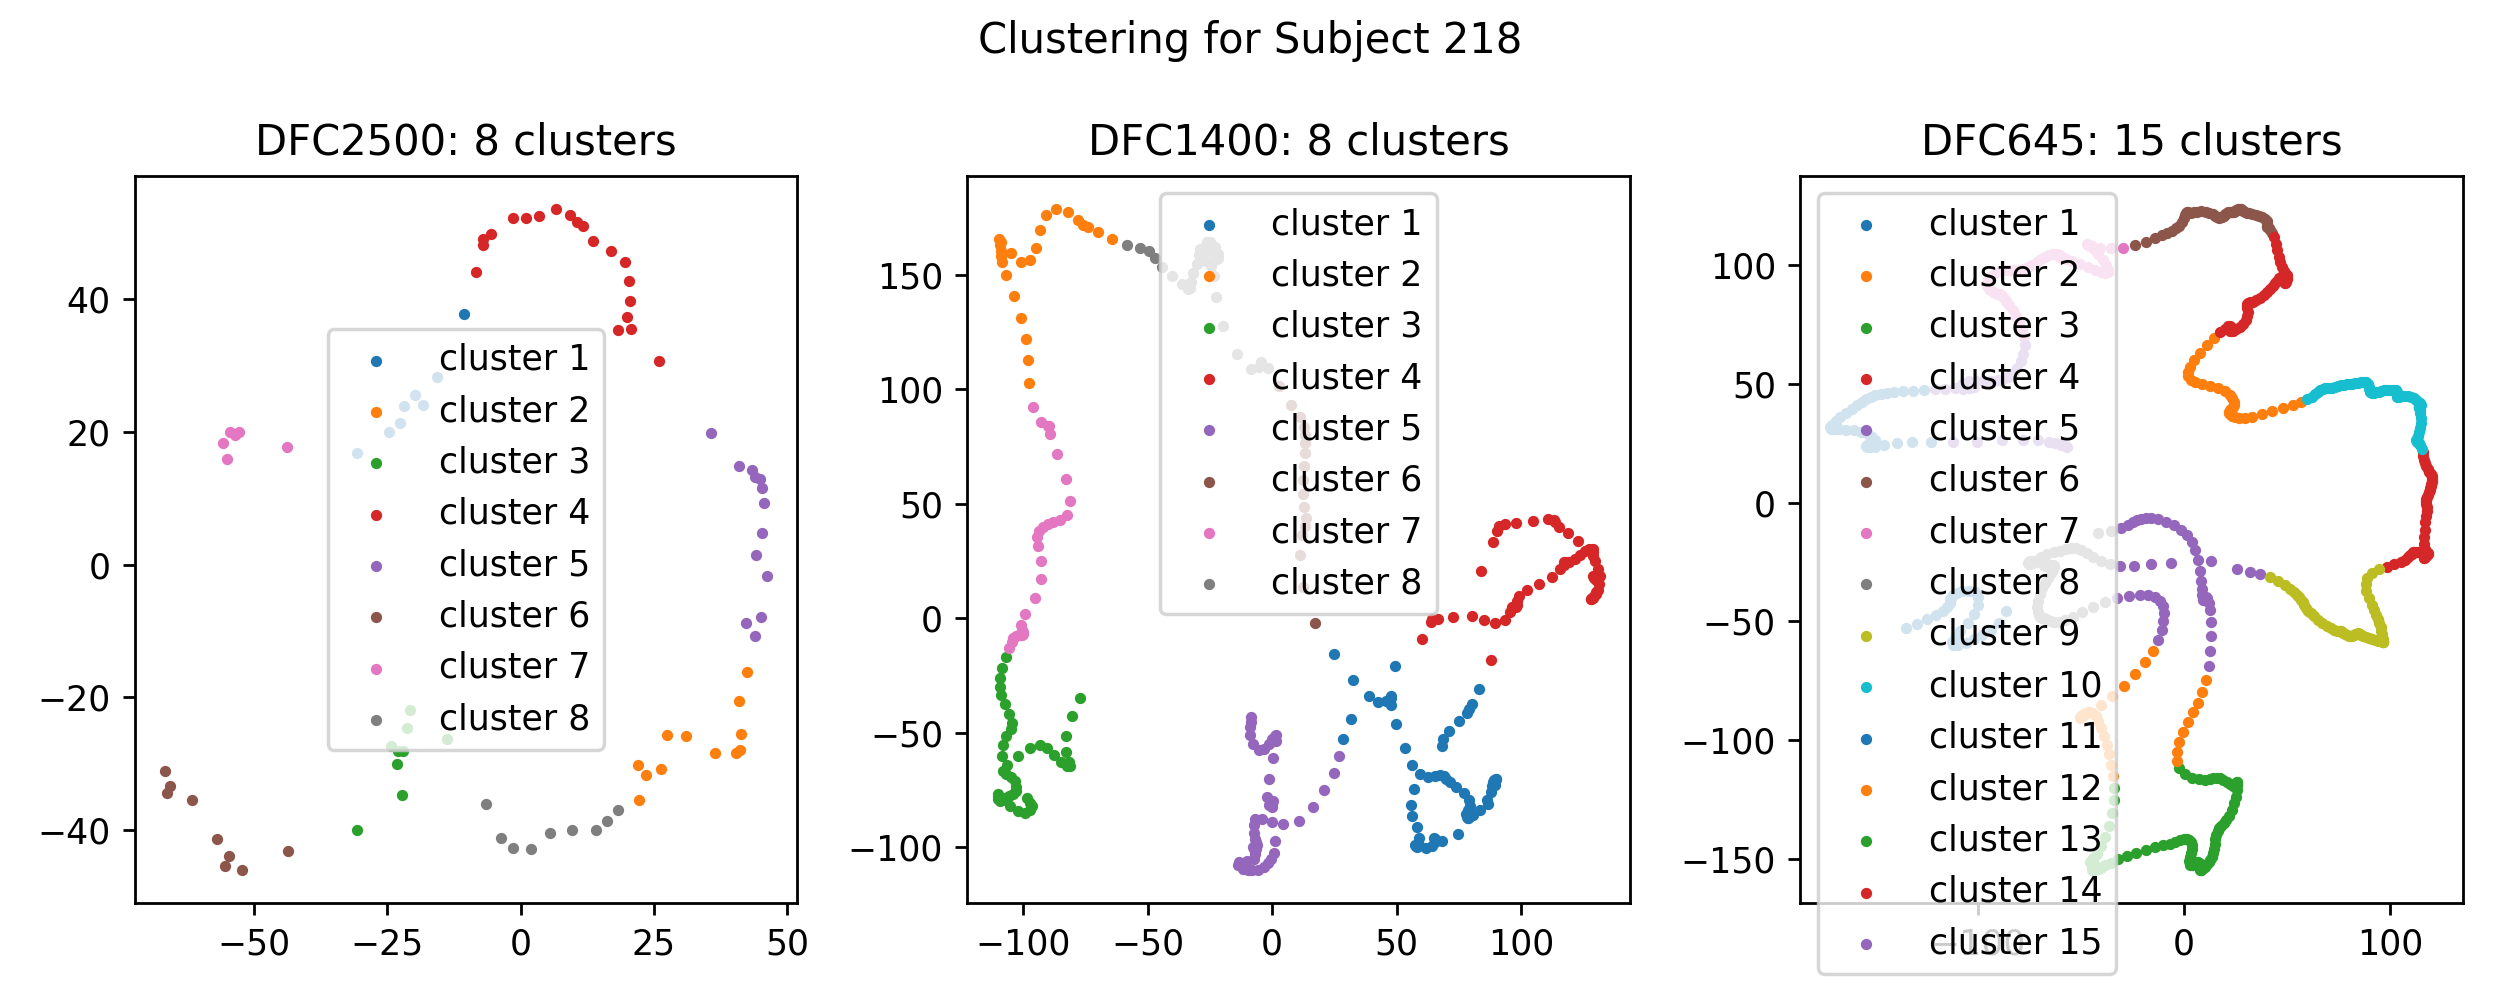 Clustering for Subject 218
DFC2500: 8 clusters
40
20
0
−20
−40
−50
−25
0
25
50
cluster 1
cluster 2
cluster 3
cluster 4
cluster 5
cluster 6
cluster 7
cluster 8
DFC1400: 8 clusters
150
100
50
0
−50
−100
−100
−50
0
50
100
cluster 1
cluster 2
cluster 3
cluster 4
cluster 5
cluster 6
cluster 7
cluster 8
DFC645: 15 clusters
100
50
0
−50
−100
−150
−100
0
100
cluster 1
cluster 2
cluster 3
cluster 4
cluster 5
cluster 6
cluster 7
cluster 8
cluster 9
cluster 10
cluster 11
cluster 12
cluster 13
cluster 14
cluster 15